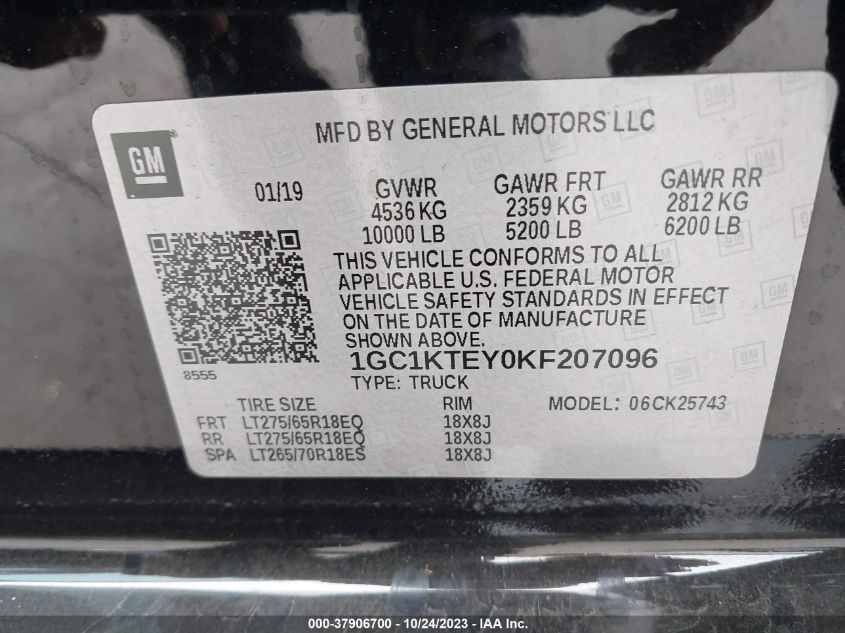 MFD BY GENERAL MOTORS LLC
GM
®
01/19 GVWR GAWR FRT GAWR RR
4536 KG 2359 KG 2812 KG
10000 LB 5200 LB 6200 LB
THIS VEHICLE CONFORMS TO ALL
APPLICABLE U.S. FEDERAL MOTOR
VEHICLE SAFETY STANDARDS IN EFFECT
ON THE DATE OF MANUFACTURE
SHOWN ABOVE.
8555
1GC1KTEY0KF207096
TYPE: TRUCK
TIRE SIZE RIM MODEL: 06CK25743
FRT LT275/65R18EQ 18X8J
RR LT275/65R18EQ 18X8J
SPA LT265/70R18ES 18X8J
000-37906700 - 10/24/2023 - IAA Inc.